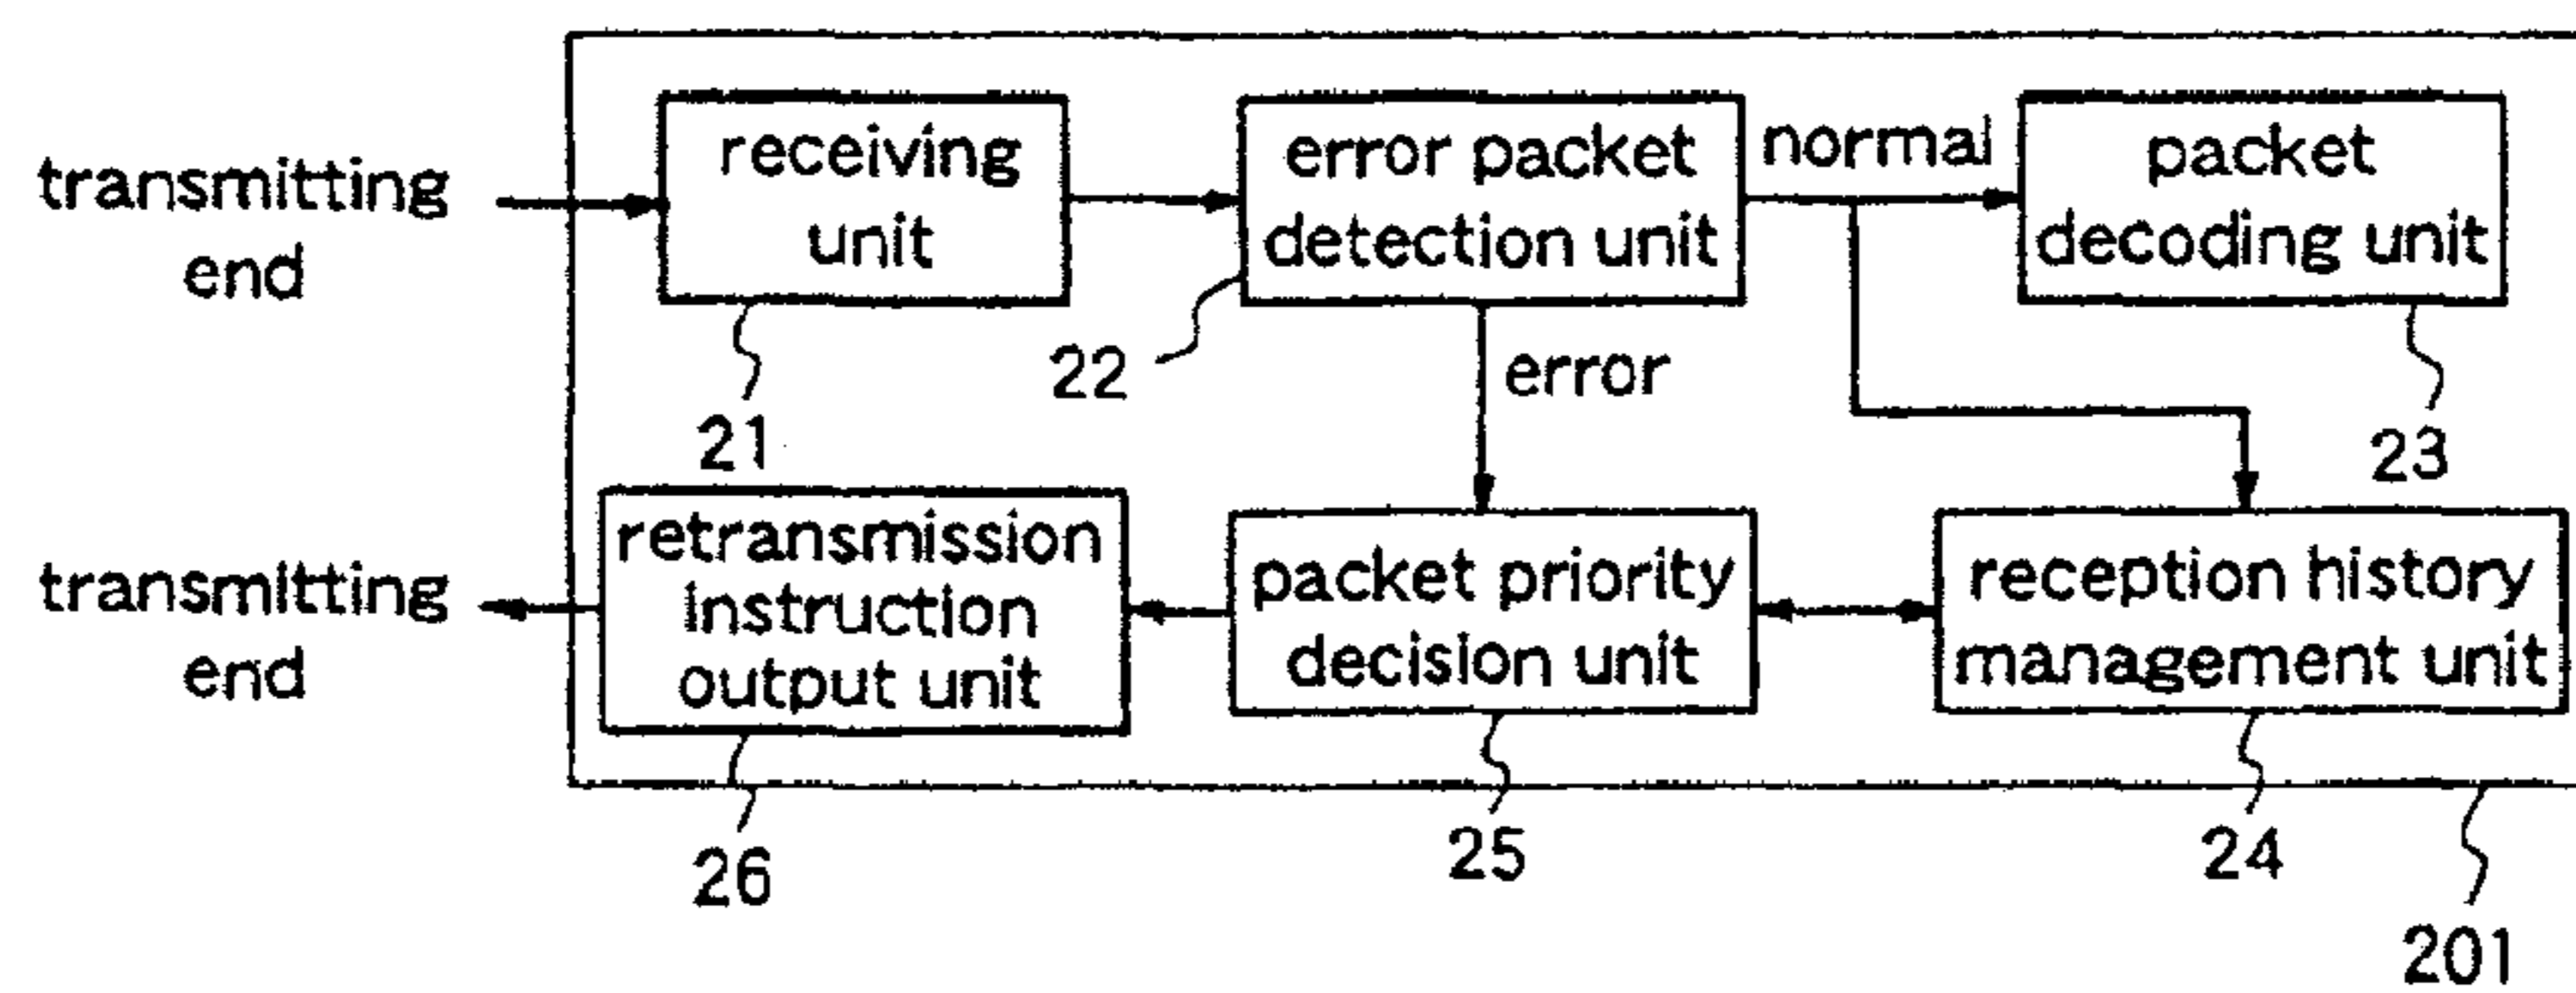 transmitting
end
receiving
unit
error packet
detection unit
normal
packet
decoding unit
22
error
21
23
transmitting
end
retransmission
instruction
output unit
packet priority
decision unit
reception history
management unit
26
25
24
201